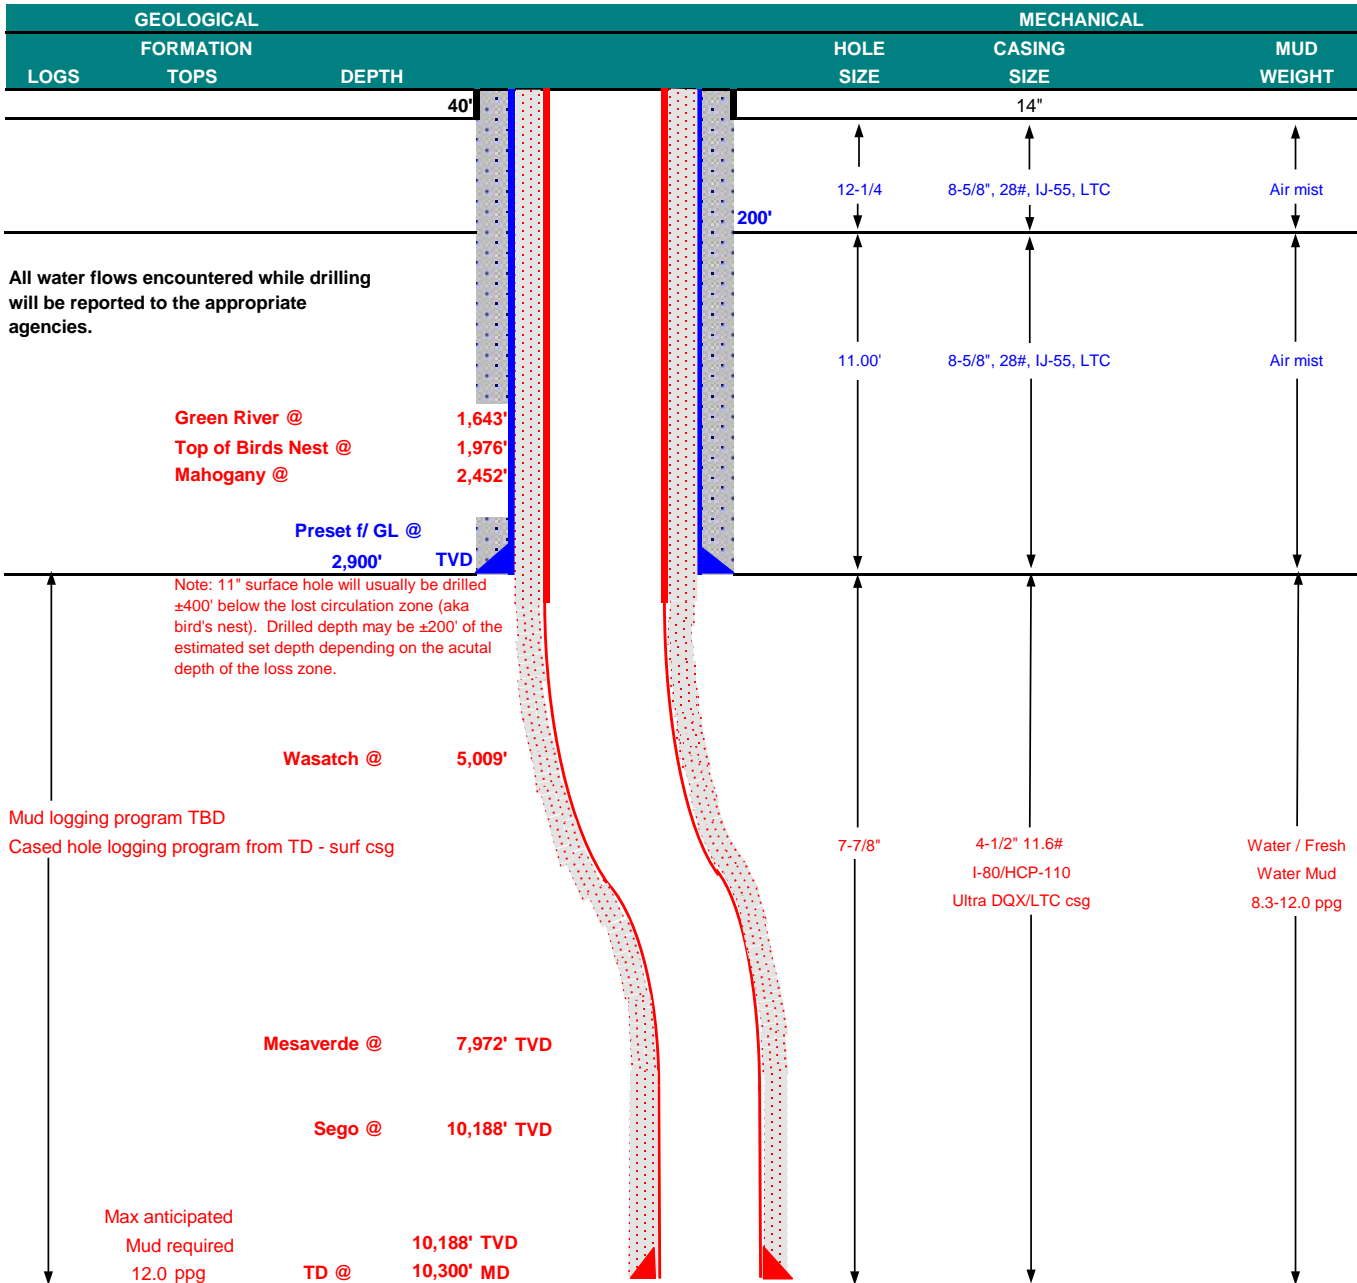 GEOLOGICAL MECHANICAL
FORMATION HOLE CASING MUD
LOGS TOPS DEPTH SIZE SIZE WEIGHT
40' 14"
12-1/4 8-5/8", 28#, IJ-55, LTC Air mist
200'
All water flows encountered while drilling
will be reported to the appropriate
agencies.
11.00' 8-5/8", 28#, IJ-55, LTC Air mist
Green River @ 1,643'
Top of Birds Nest @ 1,976'
Mahogany @ 2,452'
Preset f/ GL @
2,900' TVD
Note: 11" surface hole will usually be drilled
±400' below the lost circulation zone (aka
bird's nest). Drilled depth may be ±200' of the
estimated set depth depending on the acutal
depth of the loss zone.
Wasatch @ 5,009'
Mud logging program TBD
Cased hole logging program from TD - surf csg
7-7/8" 4-1/2" 11.6# Water / Fresh
I-80/HCP-110 Water Mud
Ultra DQX/LTC csg 8.3-12.0 ppg
Mesaverde @ 7,972' TVD
Sego @ 10,188' TVD
Max anticipated
Mud required 10,188' TVD
12.0 ppg TD @ 10,300' MD